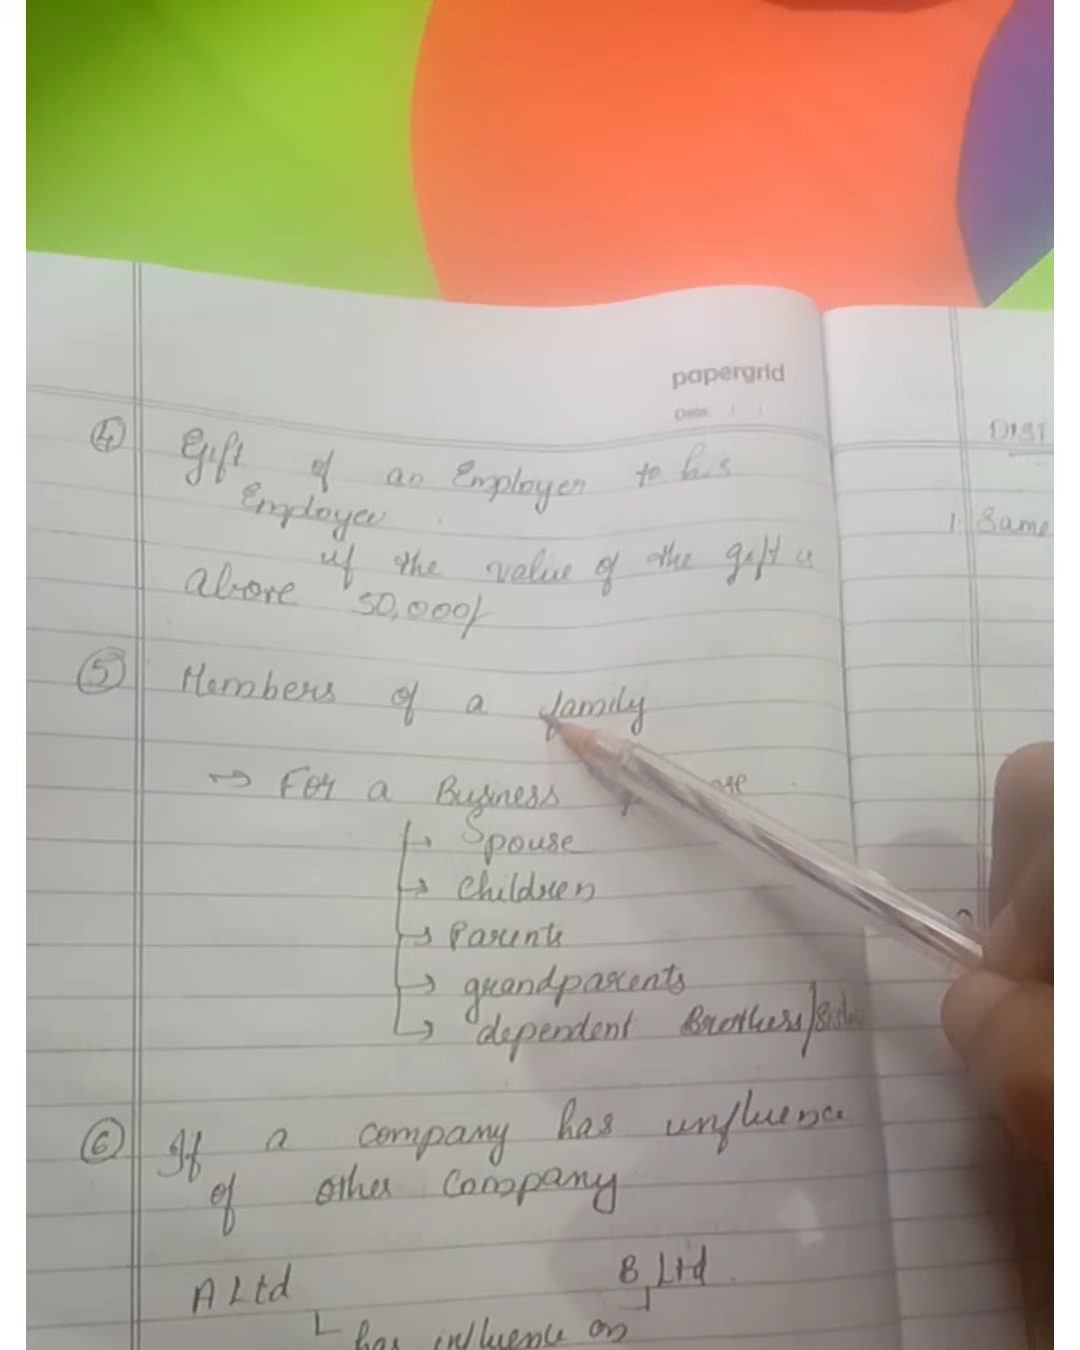 papergrid
Date: / /
④ Gift of an Employer to his
Employee.
if the value of the gift is
above 50,000/-
⑤ Members of a family
→ For a Business
→ Spouse
→ Children
→ Parents
→ grandparents
→ dependent Brothers/
⑥ If a company has influence
of other Company
A Ltd B Ltd
has influence on
DIST
1. Same